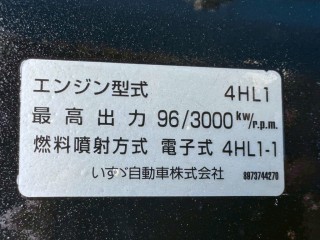 エンジン型式 4HL1
最高出力 96/3000 kw/r.p.m.
燃料噴射方式 電子式 4HL1-1
いすゞ自動車株式会社 8973744270